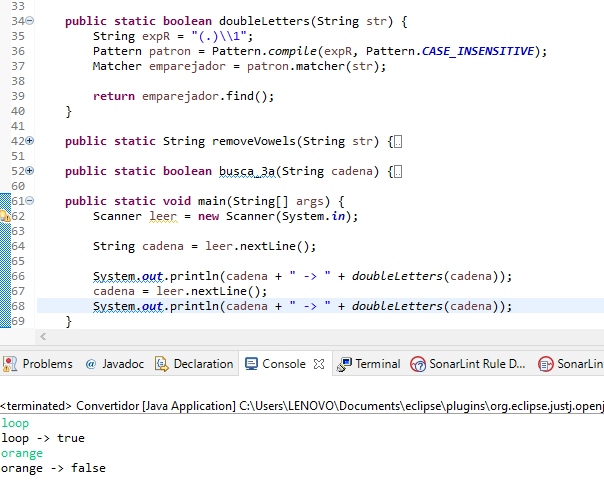 33
34 public static boolean doubleLetters(String str) {
35 String expR = "(.)\\1";
36 Pattern patron = Pattern.compile(expR, Pattern.CASE_INSENSITIVE);
37 Matcher emparejador = patron.matcher(str);
38
39 return emparejador.find();
40 }
41
42 public static String removeVowels(String str) {
51
52 public static boolean busca_3a(String cadena) {
60
61 public static void main(String[] args) {
62 Scanner leer = new Scanner(System.in);
63
64 String cadena = leer.nextLine();
65
66 System.out.println(cadena + " -> " + doubleLetters(cadena));
67 cadena = leer.nextLine();
68 System.out.println(cadena + " -> " + doubleLetters(cadena));
69 }
Problems @ Javadoc Declaration Console Terminal SonarLint Rule D... SonarLin
<terminated> Convertidor [Java Application] C:\Users\LENOVO\Documents\eclipse\plugins\org.eclipse.justj.openj
loop
loop -> true
orange
orange -> false